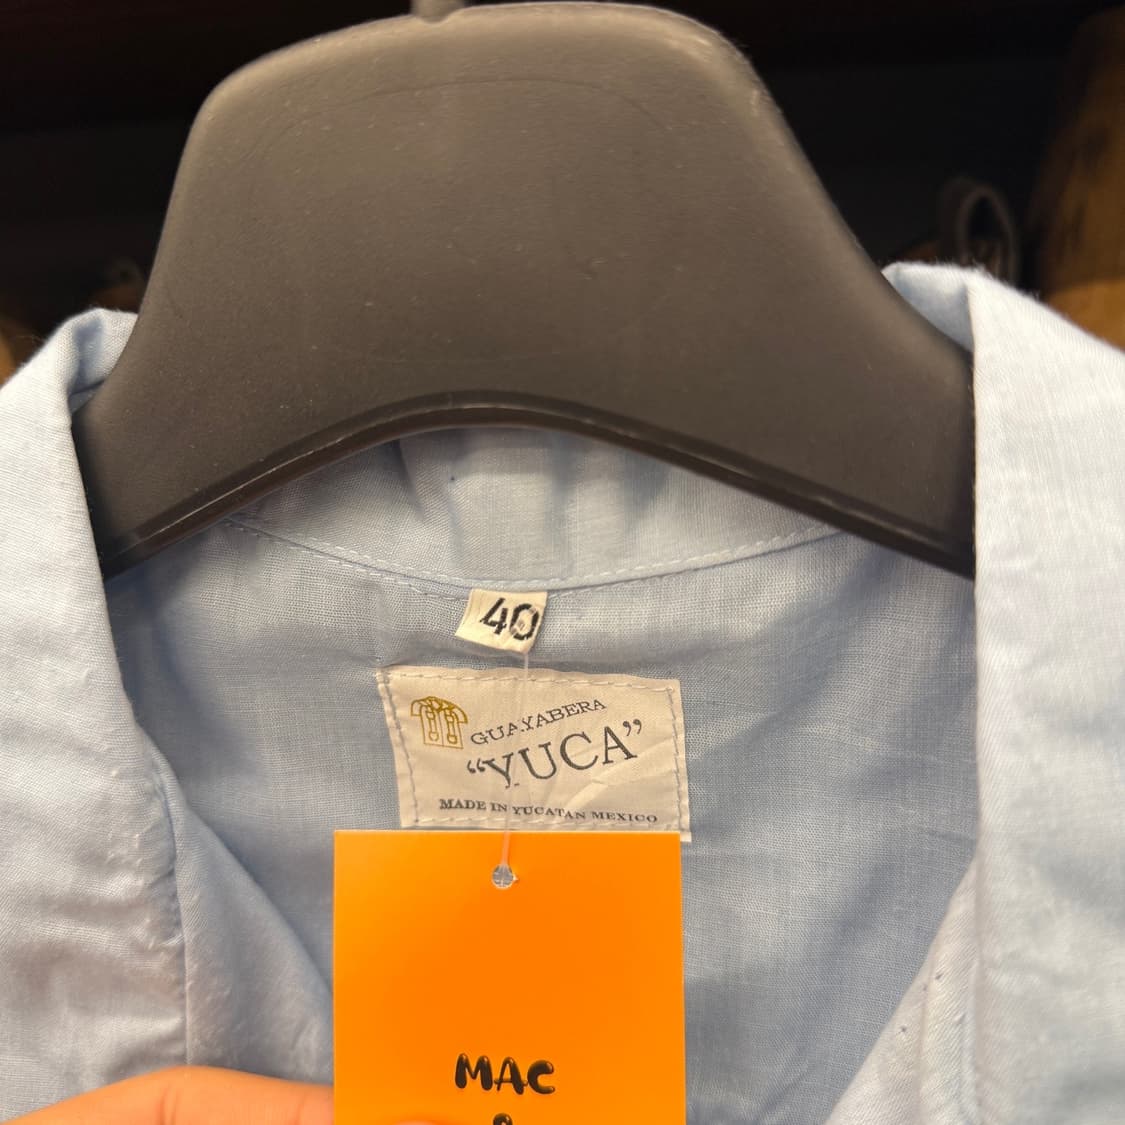 40
GUAYABERA
“YUCA”
MADE IN YUCATAN MEXICO
MAC